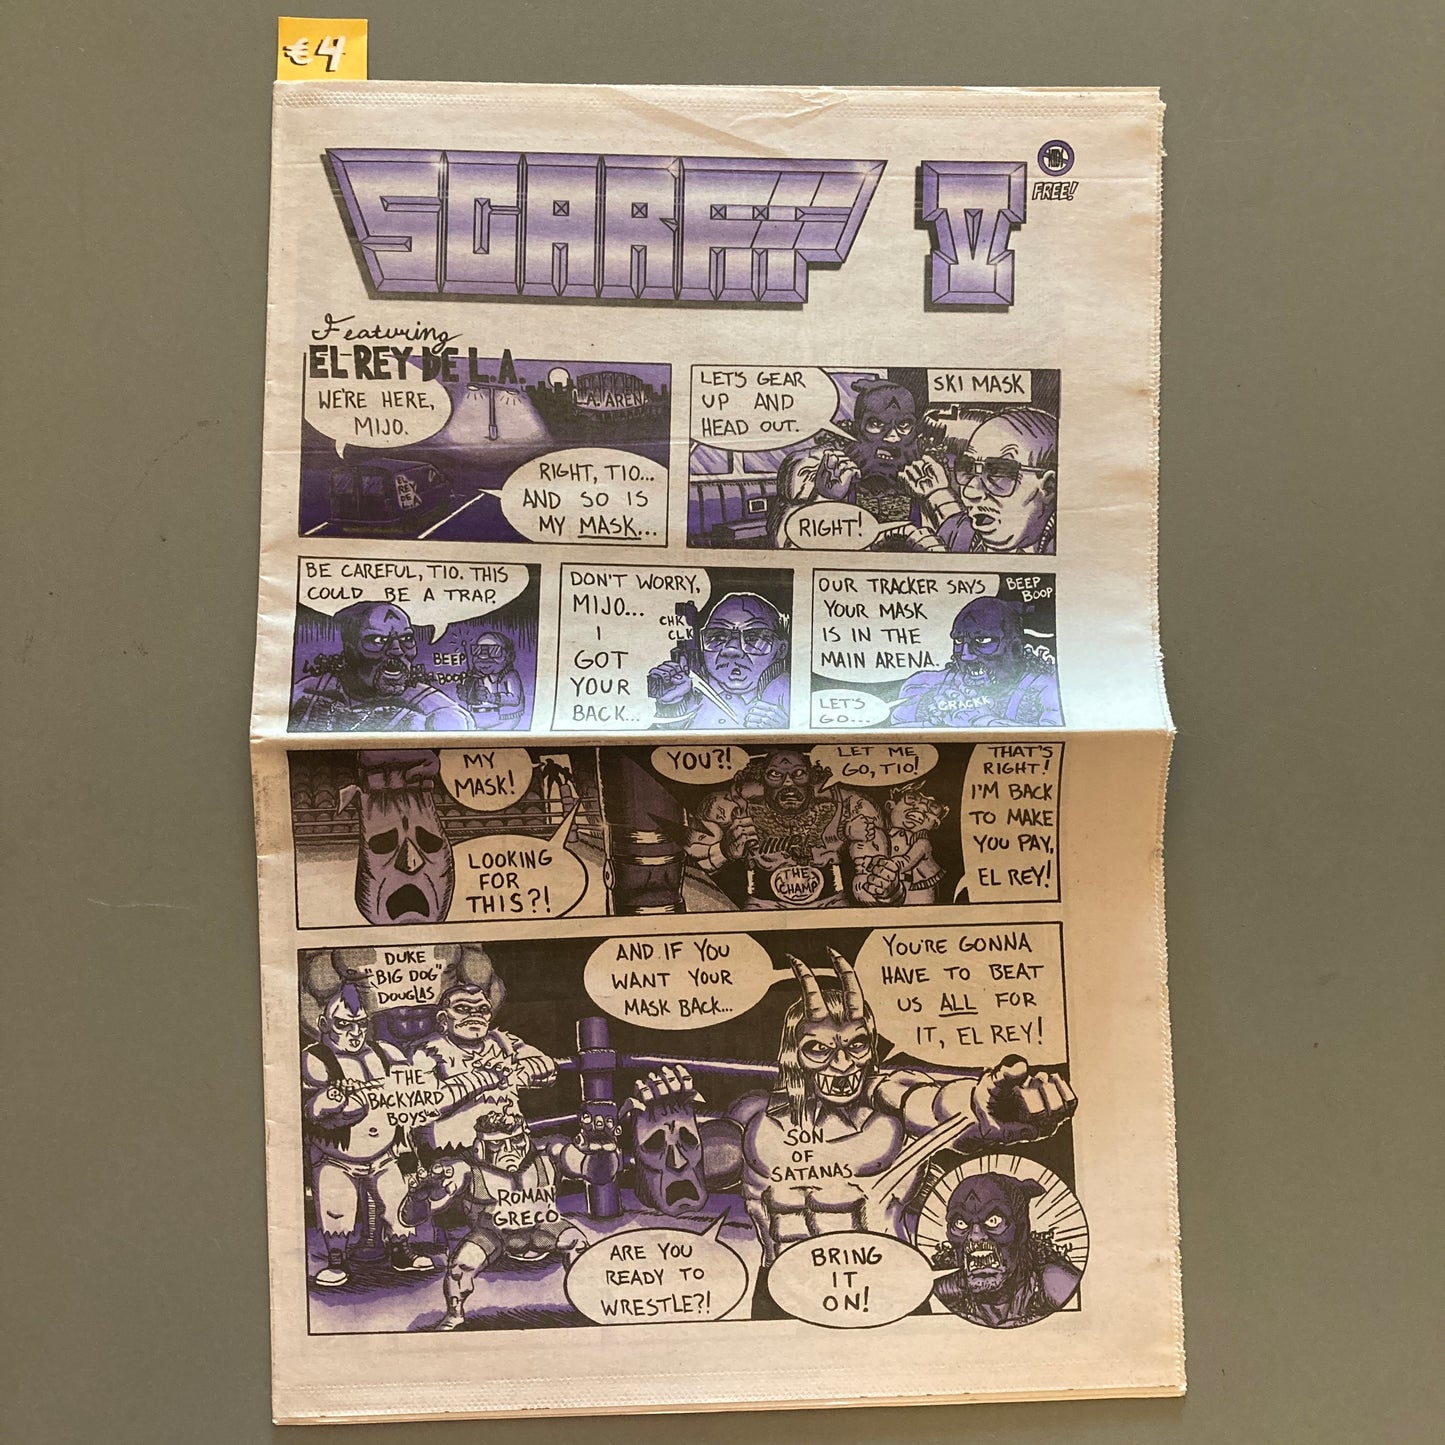 €4
SCARFFF V
FREE!
Featuring
EL REY DE L.A.
WE'RE HERE,
MIJO.
L.A. ARENA
EL
REY
DE
L.A
RIGHT, TIO...
AND SO IS
MY MASK...
LET'S GEAR
UP AND
HEAD OUT.
SKI MASK
RIGHT!
BE CAREFUL, TIO. THIS
COULD BE A TRAP.
BEEP
BOOP
DON'T WORRY,
MIJO...
I
GOT
YOUR
BACK...
CHK
CLK
OUR TRACKER SAYS
YOUR MASK
IS IN THE
MAIN ARENA.
BEEP
BOOP
LET'S
GO...
CRACKK
MY
MASK!
LOOKING
FOR
THIS?!
YOU?!
LET ME
GO, TIO!
THE
CHAMP
THAT'S
RIGHT!
I'M BACK
TO MAKE
YOU PAY,
EL REY!
DUKE
"BIG DOG"
DOUGLAS
THE
BACKYARD
BOYS
ROMAN
GRECO
AND IF YOU
WANT YOUR
MASK BACK...
YOU'RE GONNA
HAVE TO BEAT
US ALL FOR
IT, EL REY!
SON
OF
SATANAS
ARE YOU
READY TO
WRESTLE?!
BRING
IT
ON!